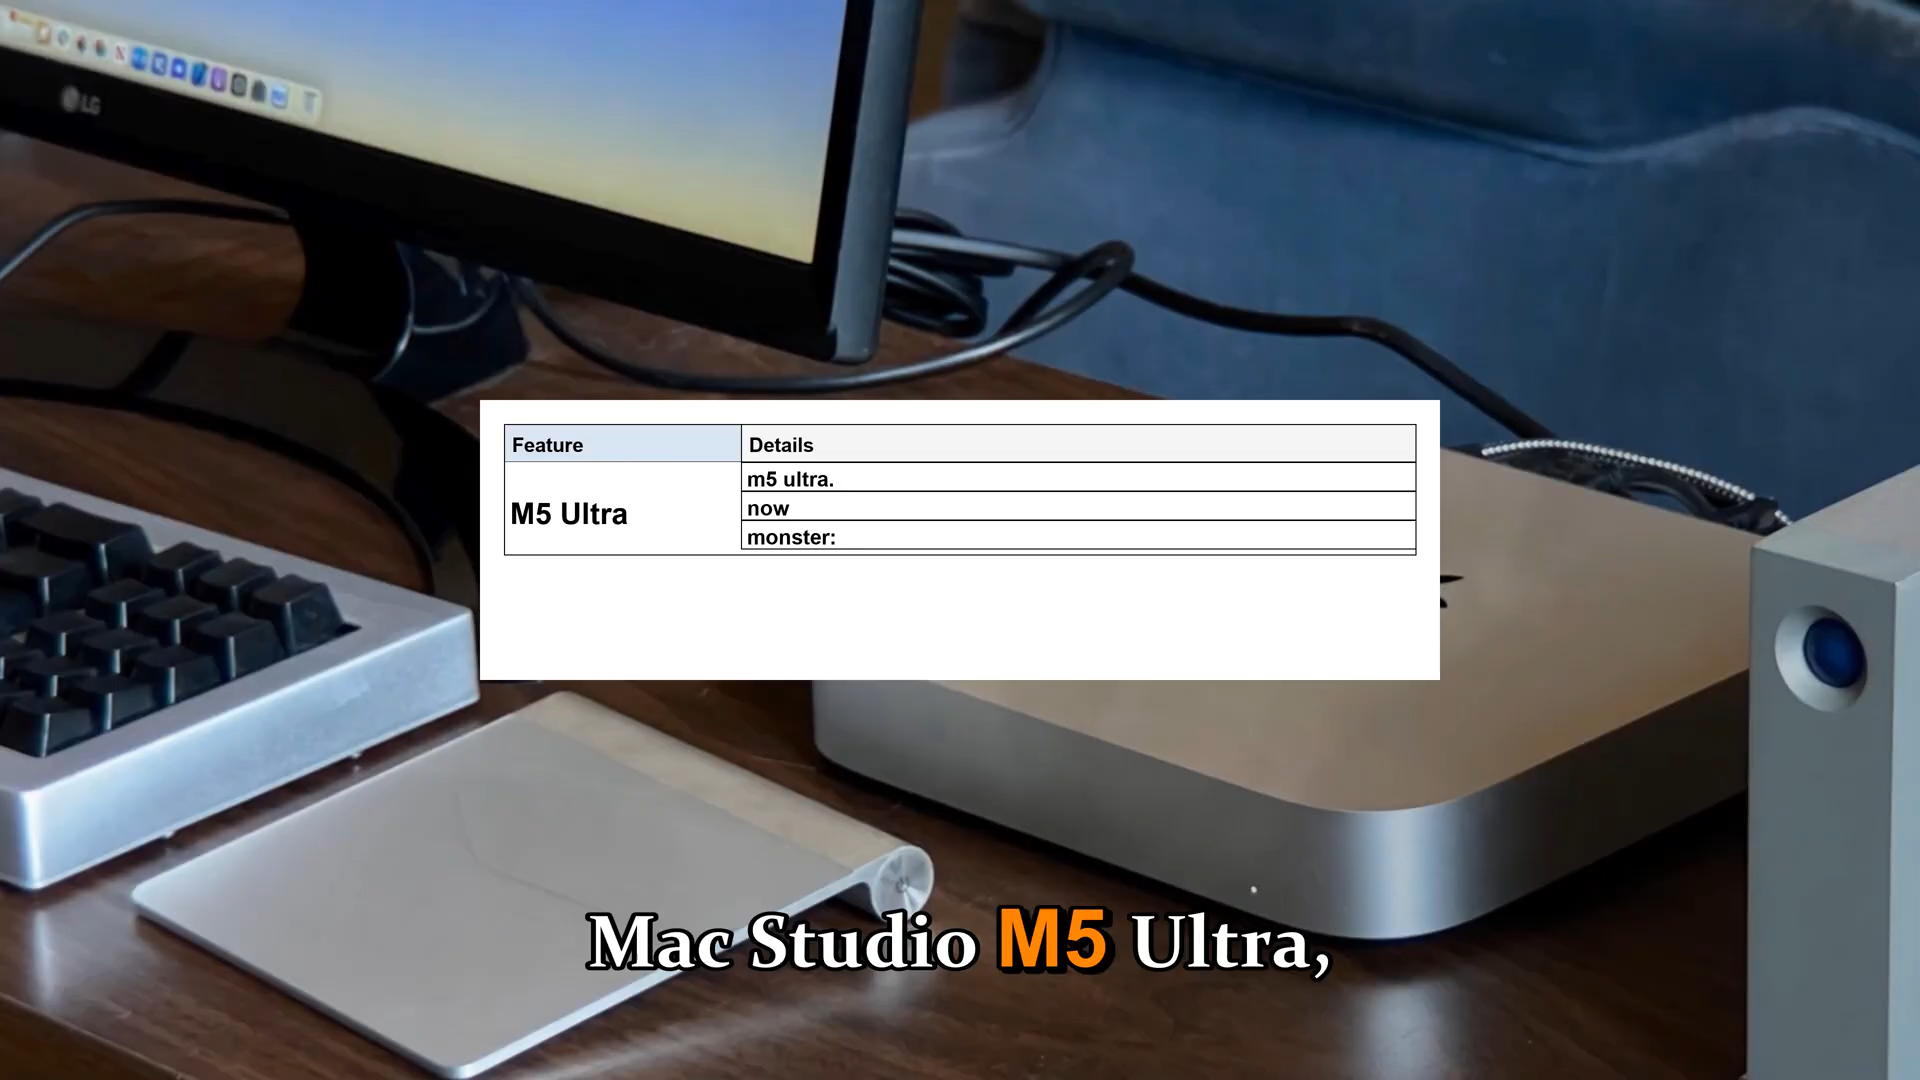 LG
Feature
Details
M5 Ultra
m5 ultra.
now
monster:
Mac Studio M5 Ultra,